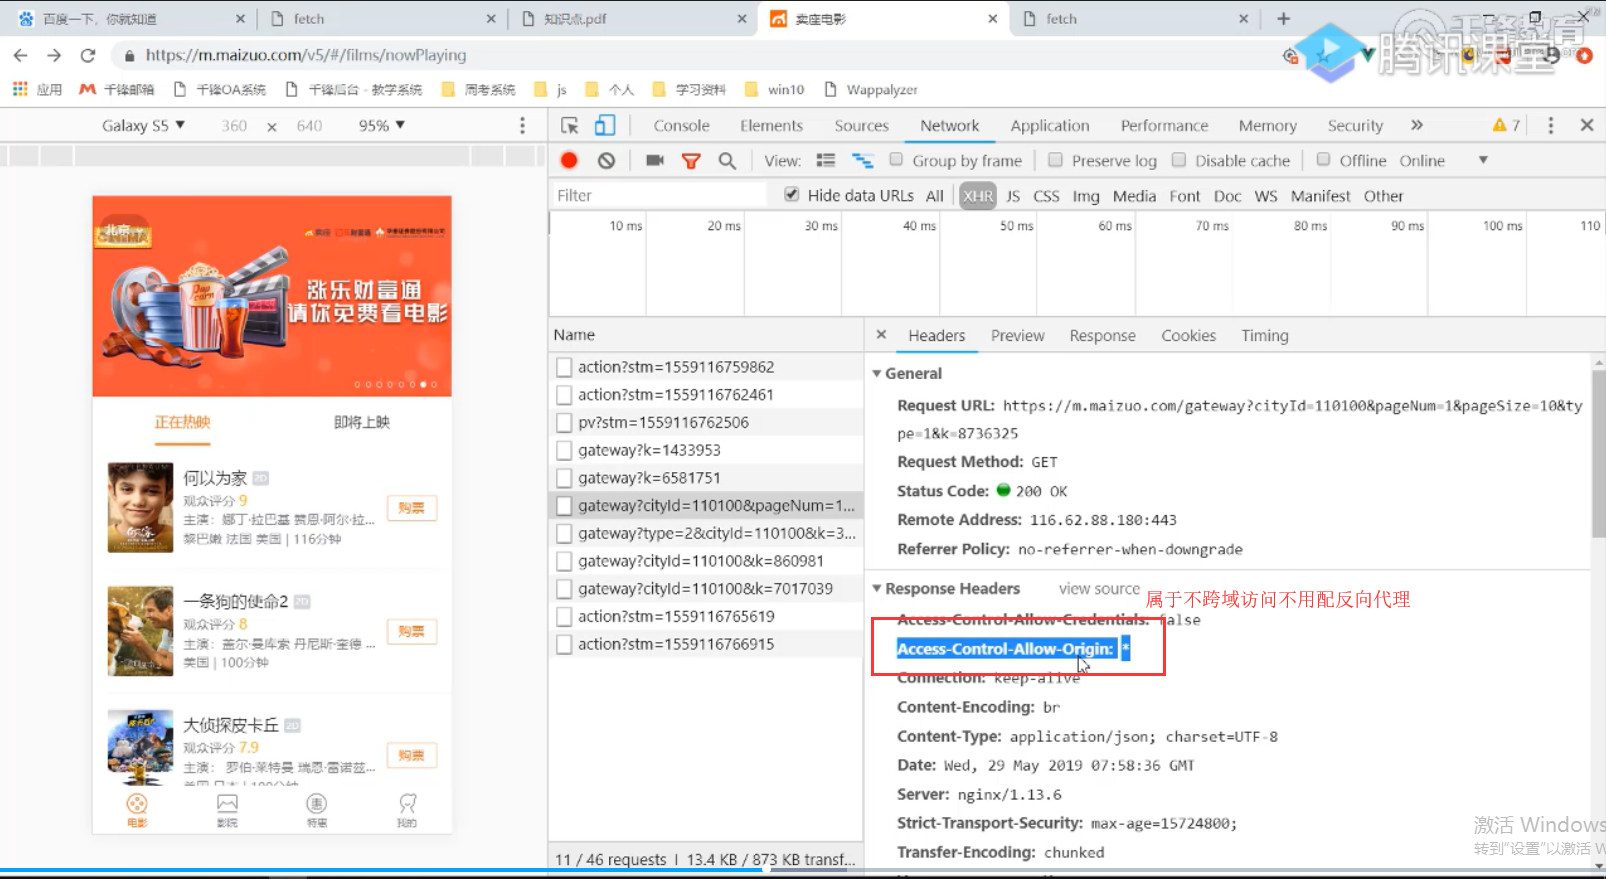 百度一下，你就知道
fetch
知识点.pdf
卖座电影
fetch
千锋教育
腾讯课堂
https://m.maizuo.com/v5/#/films/nowPlaying
应用
千锋邮箱
千锋OA系统
千锋后台 - 教学系统
周考系统
js
个人
学习资料
win10
Wappalyzer
Galaxy S5 ▼ 360 × 640 95% ▼
Console Elements Sources Network Application Performance Memory Security » 7
View: Group by frame Preserve log Disable cache Offline Online ▼
Filter Hide data URLs All XHR JS CSS Img Media Font Doc WS Manifest Other
10 ms 20 ms 30 ms 40 ms 50 ms 60 ms 70 ms 80 ms 90 ms 100 ms 110
北京
CINEMA
Pop corn
涨乐财富通
请你免费看电影
正在热映 即将上映
何以为家 2D
观众评分 9
主演：娜丁·拉巴基 赞恩·阿尔·拉...
黎巴嫩 法国 美国 | 116分钟
购票
一条狗的使命2 2D
观众评分 8
主演：盖尔·曼库索 丹尼斯·奎德 ...
美国 | 100分钟
购票
大侦探皮卡丘 2D
观众评分 7.9
主演： 罗伯·莱特曼 瑞恩·雷诺兹...
购票
电影 影院 特惠 我的
Name
action?stm=1559116759862
action?stm=1559116762461
pv?stm=1559116762506
gateway?k=1433953
gateway?k=6581751
gateway?cityId=110100&pageNum=1...
gateway?type=2&cityId=110100&k=3...
gateway?cityId=110100&k=860981
gateway?cityId=110100&k=7017039
action?stm=1559116765619
action?stm=1559116766915
11 / 46 requests | 13.4 KB / 873 KB transf...
× Headers Preview Response Cookies Timing
▼ General
Request URL: https://m.maizuo.com/gateway?cityId=110100&pageNum=1&pageSize=10&ty
pe=1&k=8736325
Request Method: GET
Status Code: 200 OK
Remote Address: 116.62.88.180:443
Referrer Policy: no-referrer-when-downgrade
▼ Response Headers view source
属于不跨域访问不用配反向代理
Access-Control-Allow-Credentials: false
Access-Control-Allow-Origin: *
Connection: keep-alive
Content-Encoding: br
Content-Type: application/json; charset=UTF-8
Date: Wed, 29 May 2019 07:58:36 GMT
Server: nginx/1.13.6
Strict-Transport-Security: max-age=15724800;
Transfer-Encoding: chunked
激活 Windows
转到"设置"以激活 W